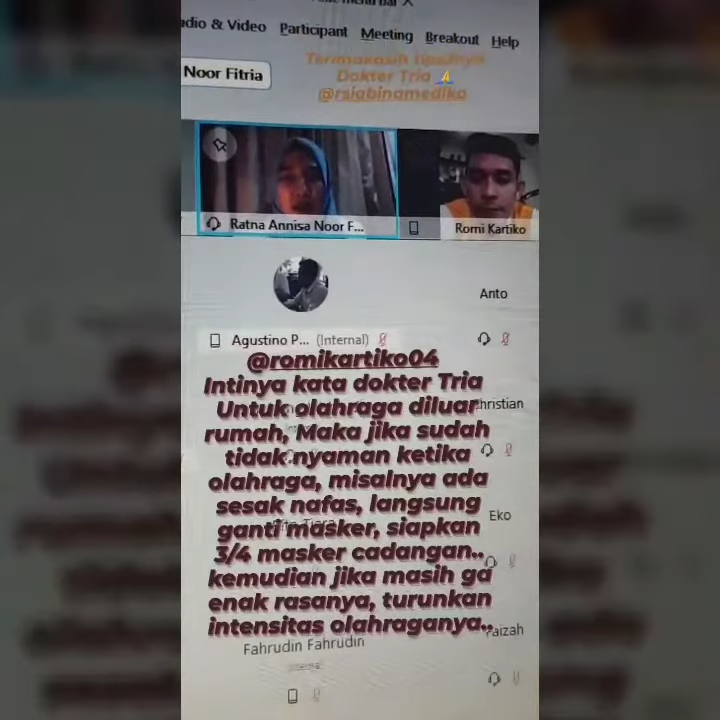 dio & Video Participant Meeting Breakout Help
Noor Fitria
Terimakasih tipsnya
Dokter Tria
@rsiabinamedika
Ratna Annisa Noor F...
Romi Kartiko
Anto
Agustino P... (Internal)
@romikartiko04
Intinya kata dokter Tria
Untuk olahraga diluar
hristian
rumah, Maka jika sudah
tidak nyaman ketika
olahraga, misalnya ada
sesak nafas, langsung
Eko
ganti masker, siapkan
3/4 masker cadangan..
kemudian jika masih ga
enak rasanya, turunkan
intensitas olahraganya..
Faizah
Fahrudin Fahrudin
Internal